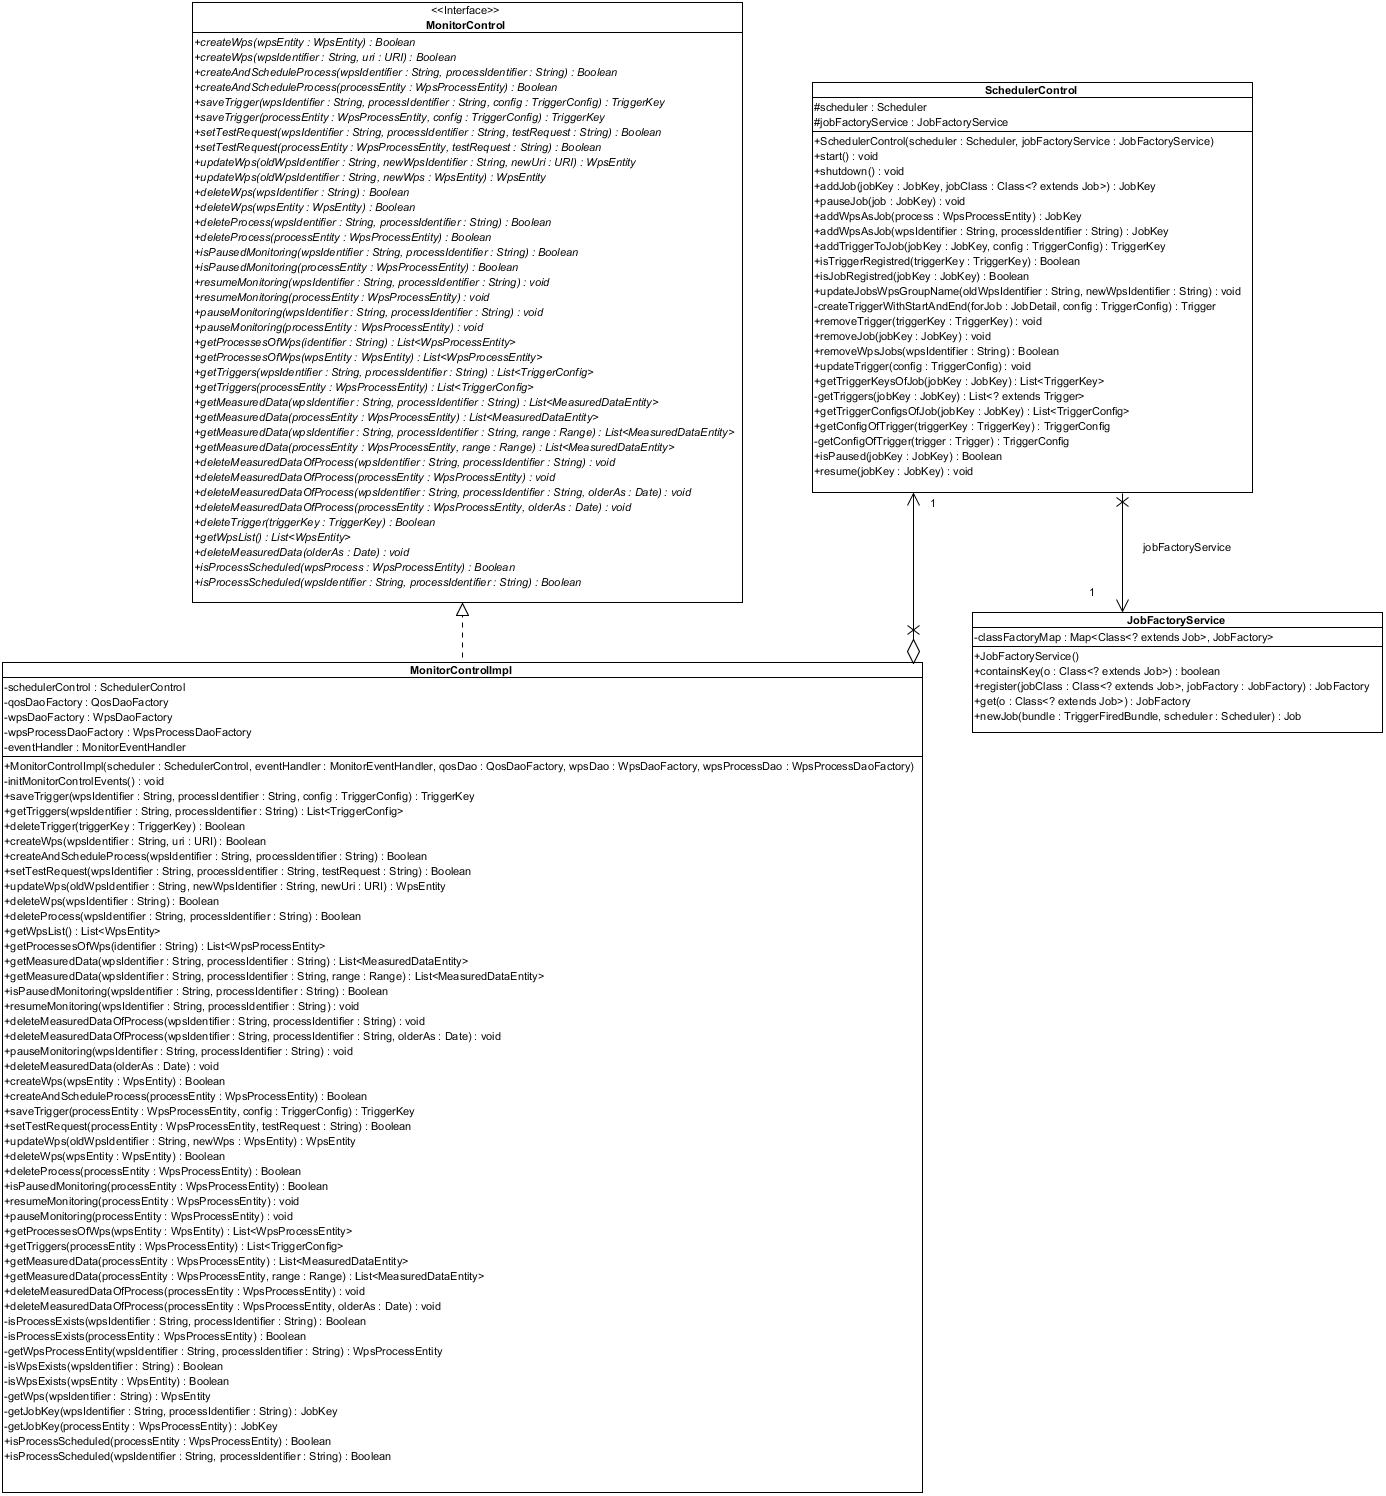 <<Interface>>
MonitorControl
+createWps(wpsEntity : WpsEntity) : Boolean
+createWps(wpsIdentifier : String, uri : URI) : Boolean
+createAndScheduleProcess(wpsIdentifier : String, processIdentifier : String) : Boolean
+createAndScheduleProcess(processEntity : WpsProcessEntity) : Boolean
+saveTrigger(wpsIdentifier : String, processIdentifier : String, config : TriggerConfig) : TriggerKey
+saveTrigger(processEntity : WpsProcessEntity, config : TriggerConfig) : TriggerKey
+setTestRequest(wpsIdentifier : String, processIdentifier : String, testRequest : String) : Boolean
+setTestRequest(processEntity : WpsProcessEntity, testRequest : String) : Boolean
+updateWps(oldWpsIdentifier : String, newWpsIdentifier : String, newUri : URI) : WpsEntity
+updateWps(oldWpsIdentifier : String, newWps : WpsEntity) : WpsEntity
+deleteWps(wpsIdentifier : String) : Boolean
+deleteWps(wpsEntity : WpsEntity) : Boolean
+deleteProcess(wpsIdentifier : String, processIdentifier : String) : Boolean
+deleteProcess(processEntity : WpsProcessEntity) : Boolean
+isPausedMonitoring(wpsIdentifier : String, processIdentifier : String) : Boolean
+isPausedMonitoring(processEntity : WpsProcessEntity) : Boolean
+resumeMonitoring(wpsIdentifier : String, processIdentifier : String) : void
+resumeMonitoring(processEntity : WpsProcessEntity) : void
+pauseMonitoring(wpsIdentifier : String, processIdentifier : String) : void
+pauseMonitoring(processEntity : WpsProcessEntity) : void
+getProcessesOfWps(identifier : String) : List<WpsProcessEntity>
+getProcessesOfWps(wpsEntity : WpsEntity) : List<WpsProcessEntity>
+getTriggers(wpsIdentifier : String, processIdentifier : String) : List<TriggerConfig>
+getTriggers(processEntity : WpsProcessEntity) : List<TriggerConfig>
+getMeasuredData(wpsIdentifier : String, processIdentifier : String) : List<MeasuredDataEntity>
+getMeasuredData(processEntity : WpsProcessEntity) : List<MeasuredDataEntity>
+getMeasuredData(wpsIdentifier : String, processIdentifier : String, range : Range) : List<MeasuredDataEntity>
+getMeasuredData(processEntity : WpsProcessEntity, range : Range) : List<MeasuredDataEntity>
+deleteMeasuredDataOfProcess(wpsIdentifier : String, processIdentifier : String) : void
+deleteMeasuredDataOfProcess(processEntity : WpsProcessEntity) : void
+deleteMeasuredDataOfProcess(wpsIdentifier : String, processIdentifier : String, olderAs : Date) : void
+deleteMeasuredDataOfProcess(processEntity : WpsProcessEntity, olderAs : Date) : void
+deleteTrigger(triggerKey : TriggerKey) : Boolean
+getWpsList() : List<WpsEntity>
+deleteMeasuredData(olderAs : Date) : void
+isProcessScheduled(wpsProcess : WpsProcessEntity) : Boolean
+isProcessScheduled(wpsIdentifier : String, processIdentifier : String) : Boolean
SchedulerControl
#scheduler : Scheduler
#jobFactoryService : JobFactoryService
+SchedulerControl(scheduler : Scheduler, jobFactoryService : JobFactoryService)
+start() : void
+shutdown() : void
+addJob(jobKey : JobKey, jobClass : Class<? extends Job>) : JobKey
+pauseJob(job : JobKey) : void
+addWpsAsJob(process : WpsProcessEntity) : JobKey
+addWpsAsJob(wpsIdentifier : String, processIdentifier : String) : JobKey
+addTriggerToJob(jobKey : JobKey, config : TriggerConfig) : TriggerKey
+isTriggerRegistred(triggerKey : TriggerKey) : Boolean
+isJobRegistred(jobKey : JobKey) : Boolean
+updateJobsWpsGroupName(oldWpsIdentifier : String, newWpsIdentifier : String) : void
-createTriggerWithStartAndEnd(forJob : JobDetail, config : TriggerConfig) : Trigger
+removeTrigger(triggerKey : TriggerKey) : void
+removeJob(jobKey : JobKey) : void
+removeWpsJobs(wpsIdentifier : String) : Boolean
+updateTrigger(config : TriggerConfig) : void
+getTriggerKeysOfJob(jobKey : JobKey) : List<TriggerKey>
-getTriggers(jobKey : JobKey) : List<? extends Trigger>
+getTriggerConfigsOfJob(jobKey : JobKey) : List<TriggerConfig>
+getConfigOfTrigger(triggerKey : TriggerKey) : TriggerConfig
-getConfigOfTrigger(trigger : Trigger) : TriggerConfig
+isPaused(jobKey : JobKey) : Boolean
+resume(jobKey : JobKey) : void
1
jobFactoryService
1
JobFactoryService
-classFactoryMap : Map<Class<? extends Job>, JobFactory>
+JobFactoryService()
+containsKey(o : Class<? extends Job>) : boolean
+register(jobClass : Class<? extends Job>, jobFactory : JobFactory) : JobFactory
+get(o : Class<? extends Job>) : JobFactory
+newJob(bundle : TriggerFiredBundle, scheduler : Scheduler) : Job
MonitorControlImpl
-schedulerControl : SchedulerControl
-qosDaoFactory : QosDaoFactory
-wpsDaoFactory : WpsDaoFactory
-wpsProcessDaoFactory : WpsProcessDaoFactory
-eventHandler : MonitorEventHandler
+MonitorControlImpl(scheduler : SchedulerControl, eventHandler : MonitorEventHandler, qosDao : QosDaoFactory, wpsDao : WpsDaoFactory, wpsProcessDao : WpsProcessDaoFactory)
-initMonitorControlEvents() : void
+saveTrigger(wpsIdentifier : String, processIdentifier : String, config : TriggerConfig) : TriggerKey
+getTriggers(wpsIdentifier : String, processIdentifier : String) : List<TriggerConfig>
+deleteTrigger(triggerKey : TriggerKey) : Boolean
+createWps(wpsIdentifier : String, uri : URI) : Boolean
+createAndScheduleProcess(wpsIdentifier : String, processIdentifier : String) : Boolean
+setTestRequest(wpsIdentifier : String, processIdentifier : String, testRequest : String) : Boolean
+updateWps(oldWpsIdentifier : String, newWpsIdentifier : String, newUri : URI) : WpsEntity
+deleteWps(wpsIdentifier : String) : Boolean
+deleteProcess(wpsIdentifier : String, processIdentifier : String) : Boolean
+getWpsList() : List<WpsEntity>
+getProcessesOfWps(identifier : String) : List<WpsProcessEntity>
+getMeasuredData(wpsIdentifier : String, processIdentifier : String) : List<MeasuredDataEntity>
+getMeasuredData(wpsIdentifier : String, processIdentifier : String, range : Range) : List<MeasuredDataEntity>
+isPausedMonitoring(wpsIdentifier : String, processIdentifier : String) : Boolean
+resumeMonitoring(wpsIdentifier : String, processIdentifier : String) : void
+deleteMeasuredDataOfProcess(wpsIdentifier : String, processIdentifier : String) : void
+deleteMeasuredDataOfProcess(wpsIdentifier : String, processIdentifier : String, olderAs : Date) : void
+pauseMonitoring(wpsIdentifier : String, processIdentifier : String) : void
+deleteMeasuredData(olderAs : Date) : void
+createWps(wpsEntity : WpsEntity) : Boolean
+createAndScheduleProcess(processEntity : WpsProcessEntity) : Boolean
+saveTrigger(processEntity : WpsProcessEntity, config : TriggerConfig) : TriggerKey
+setTestRequest(processEntity : WpsProcessEntity, testRequest : String) : Boolean
+updateWps(oldWpsIdentifier : String, newWps : WpsEntity) : WpsEntity
+deleteWps(wpsEntity : WpsEntity) : Boolean
+deleteProcess(processEntity : WpsProcessEntity) : Boolean
+isPausedMonitoring(processEntity : WpsProcessEntity) : Boolean
+resumeMonitoring(processEntity : WpsProcessEntity) : void
+pauseMonitoring(processEntity : WpsProcessEntity) : void
+getProcessesOfWps(wpsEntity : WpsEntity) : List<WpsProcessEntity>
+getTriggers(processEntity : WpsProcessEntity) : List<TriggerConfig>
+getMeasuredData(processEntity : WpsProcessEntity) : List<MeasuredDataEntity>
+getMeasuredData(processEntity : WpsProcessEntity, range : Range) : List<MeasuredDataEntity>
+deleteMeasuredDataOfProcess(processEntity : WpsProcessEntity) : void
+deleteMeasuredDataOfProcess(processEntity : WpsProcessEntity, olderAs : Date) : void
-isProcessExists(wpsIdentifier : String, processIdentifier : String) : Boolean
-isProcessExists(processEntity : WpsProcessEntity) : Boolean
-getWpsProcessEntity(wpsIdentifier : String, processIdentifier : String) : WpsProcessEntity
-isWpsExists(wpsIdentifier : String) : Boolean
-isWpsExists(wpsEntity : WpsEntity) : Boolean
-getWps(wpsIdentifier : String) : WpsEntity
-getJobKey(wpsIdentifier : String, processIdentifier : String) : JobKey
-getJobKey(processEntity : WpsProcessEntity) : JobKey
+isProcessScheduled(processEntity : WpsProcessEntity) : Boolean
+isProcessScheduled(wpsIdentifier : String, processIdentifier : String) : Boolean